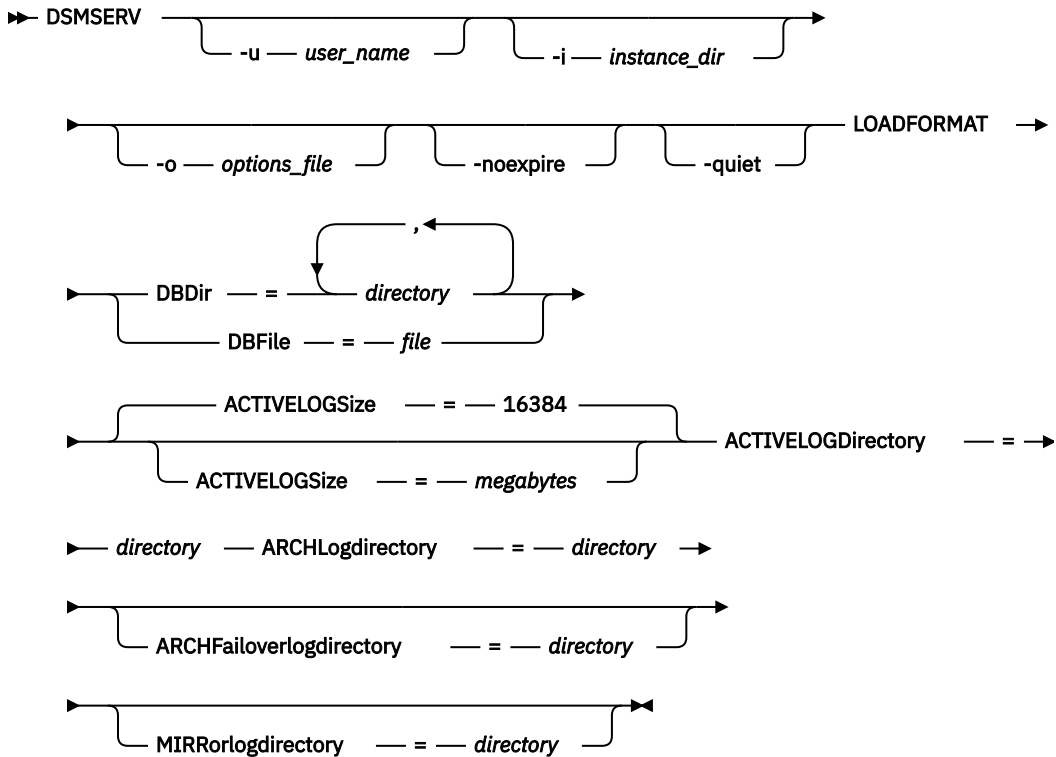 DSMSERV
-u user_name -i instance_dir
LOADFORMAT
-o options_file -noexpire -quiet
,
DBDir = directory
DBFile = file
ACTIVELOGSize = 16384
ACTIVELOGDirectory =
ACTIVELOGSize = megabytes
directory ARCHLogdirectory = directory
ARCHFailoverlogdirectory = directory
MIRRorlogdirectory = directory